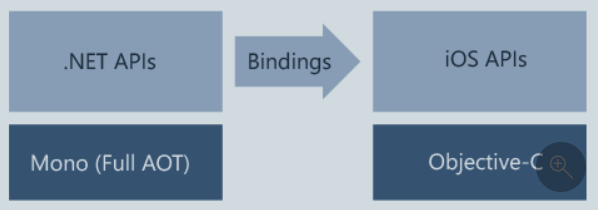 .NET APIs
Bindings
iOS APIs
Mono (Full AOT)
Objective-C